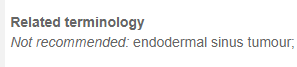 Related terminology
Not recommended: endodermal sinus tumour;